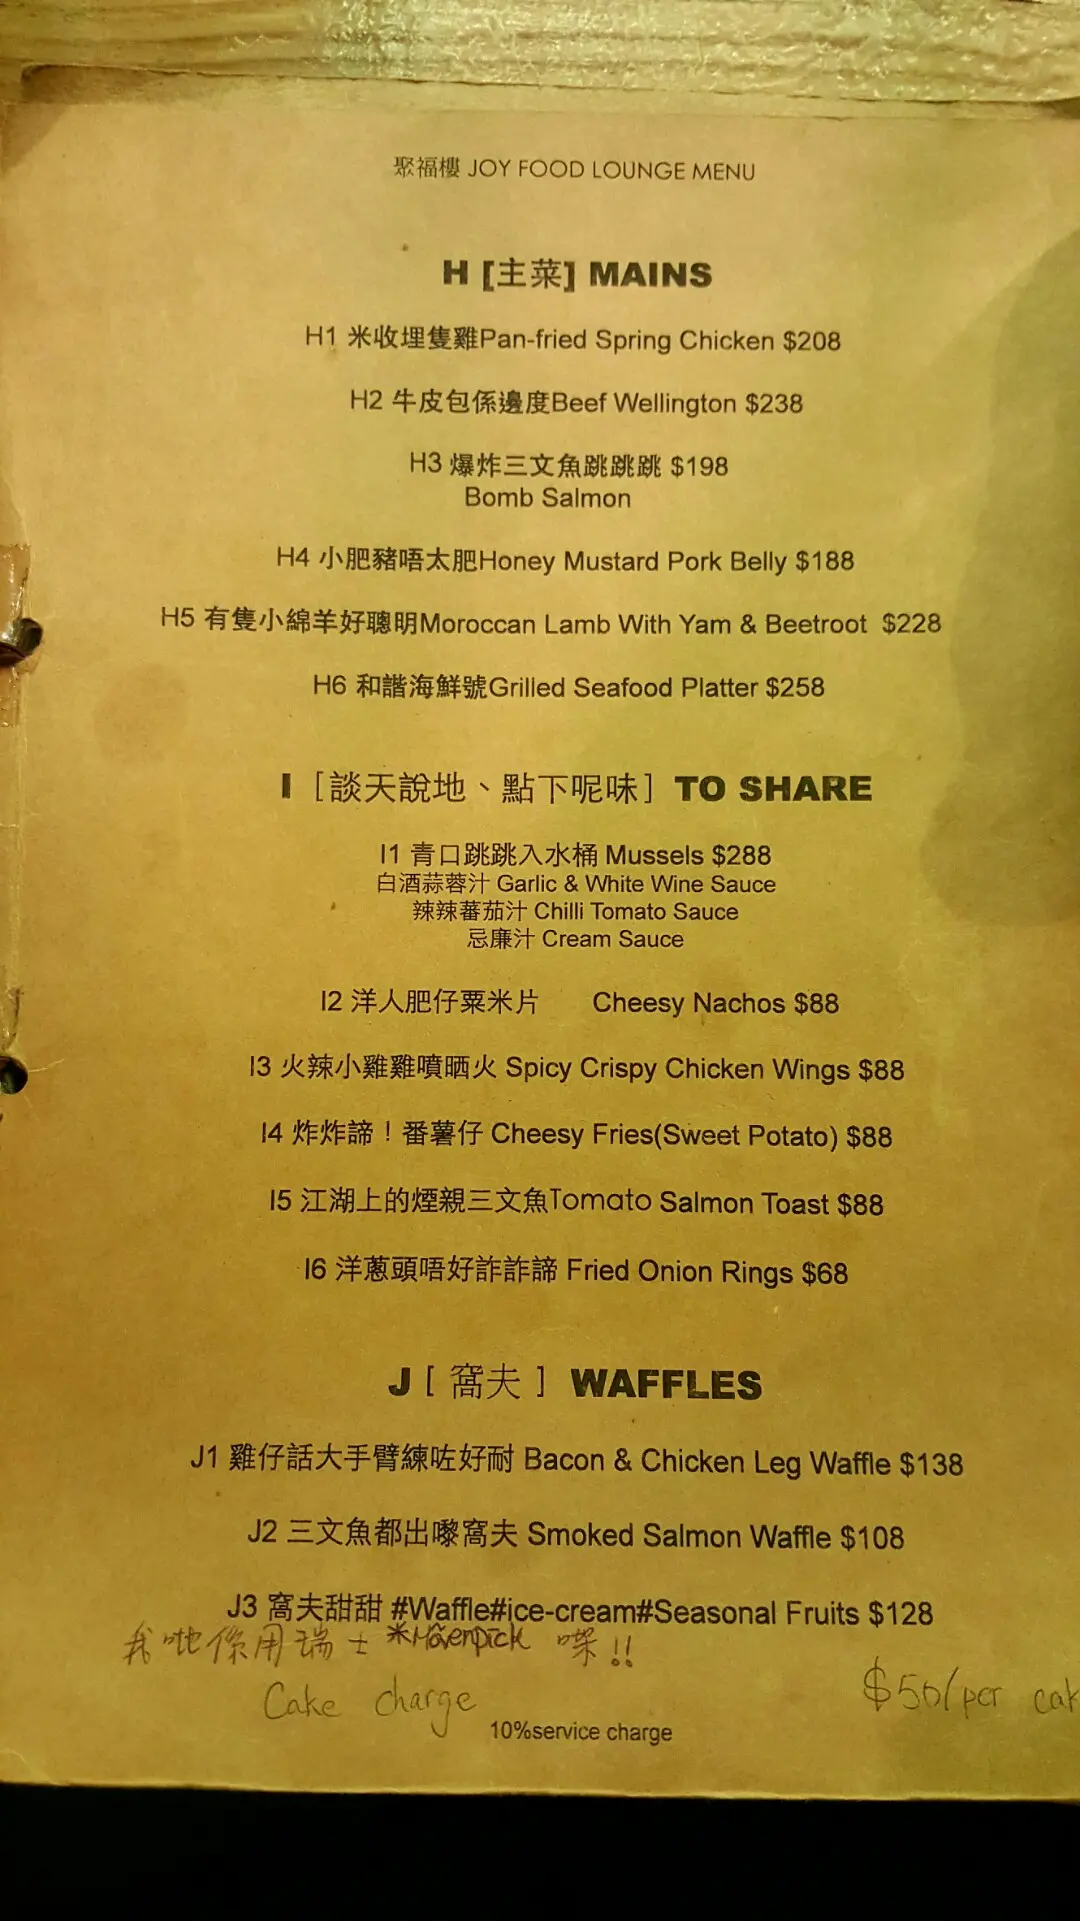 聚福樓 JOY FOOD LOUNGE MENU
H [主菜] MAINS
H1 米收埋隻雞Pan-fried Spring Chicken $208
H2 牛皮包係邊度Beef Wellington $238
H3 爆炸三文魚跳跳跳 $198
Bomb Salmon
H4 小肥豬唔太肥Honey Mustard Pork Belly $188
H5 有隻小綿羊好聰明Moroccan Lamb With Yam & Beetroot $228
H6 和諧海鮮號Grilled Seafood Platter $258
I [談天說地、點下呢味] TO SHARE
I1 青口跳跳入水桶 Mussels $288
白酒蒜蓉汁 Garlic & White Wine Sauce
辣辣蕃茄汁 Chilli Tomato Sauce
忌廉汁 Cream Sauce
I2 洋人肥仔粟米片 Cheesy Nachos $88
I3 火辣小雞雞噴晒火 Spicy Crispy Chicken Wings $88
I4 炸炸諦！番薯仔 Cheesy Fries(Sweet Potato) $88
I5 江湖上的煙親三文魚Tomato Salmon Toast $88
I6 洋蔥頭唔好詐詐諦 Fried Onion Rings $68
J [ 窩夫 ] WAFFLES
J1 雞仔話大手臂練咗好耐 Bacon & Chicken Leg Waffle $138
J2 三文魚都出嚟窩夫 Smoked Salmon Waffle $108
J3 窩夫甜甜 #Waffle#ice-cream#Seasonal Fruits $128
我哋係用瑞士 *Mövenpick 㗎!!
Cake charge $50/per cak
10%service charge